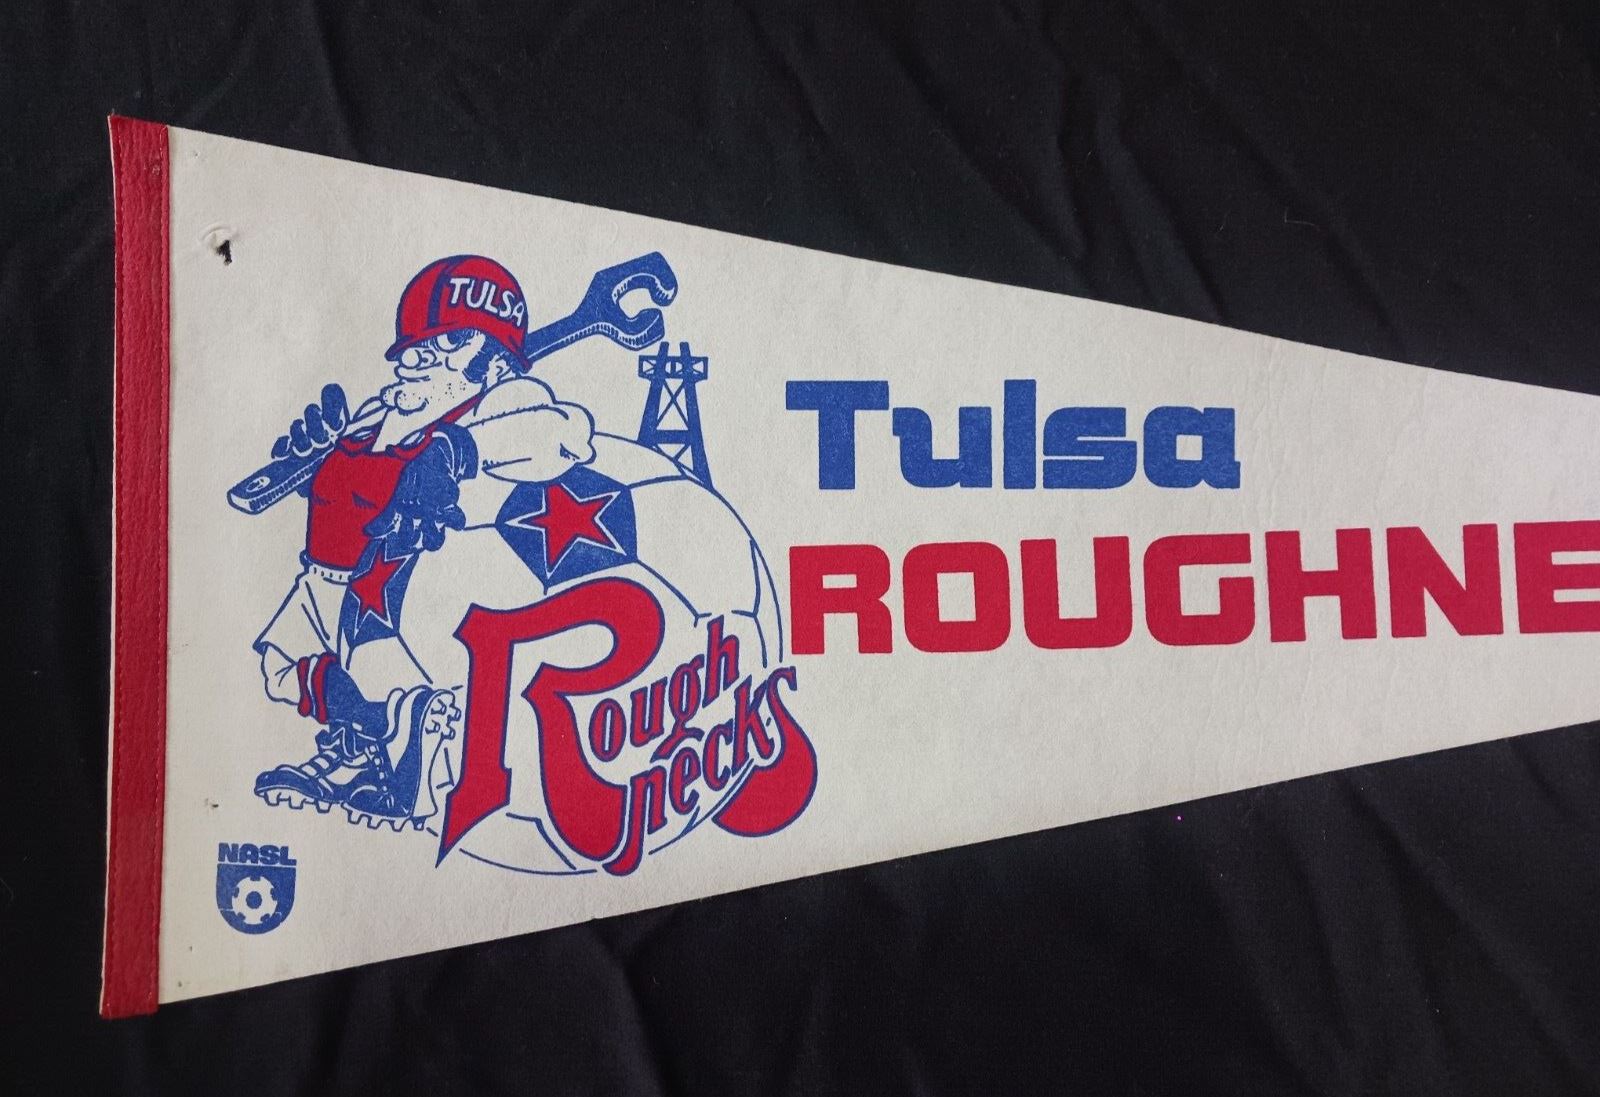 TULSA
Tulsa
ROUGHNE
Rough
necks
NASL